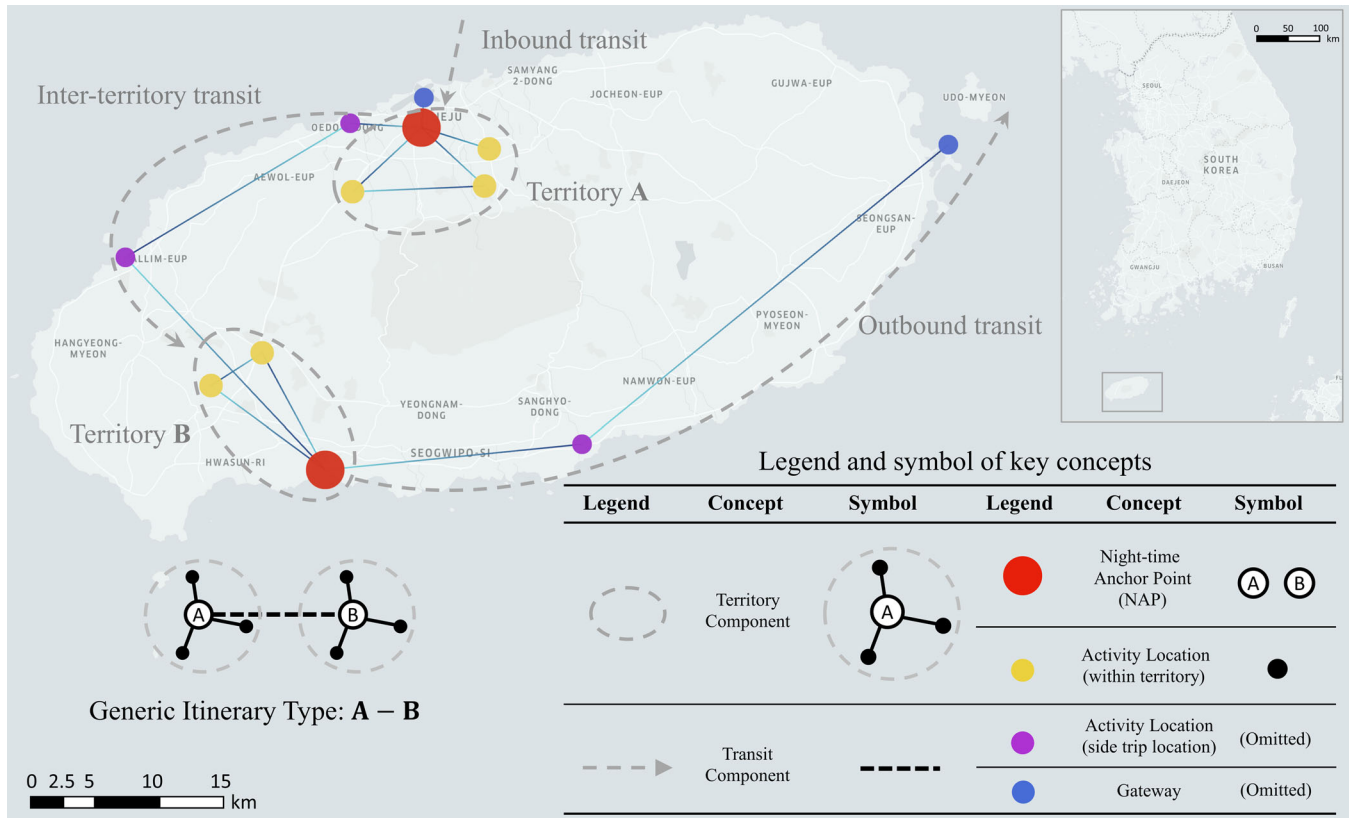 Inbound transit
Inter-territory transit
SAMYANG
2-DONG
JOCHEON-EUP
GUJWA-EUP
UDO-MYEON
OEDO
AEWOL-EUP
Territory A
SEONGSAN-
EUP
ALLIM-EUP
PYOSEON-
MYEON
Outbound transit
HANGYEONG-
MYEON
NAMWON-EUP
YEONGNAM-
DONG
SANGHYO-
DONG
Territory B
HWASUN-RI
SEOGWIPO-SI
0 50 100
km
SEOUL
SOUTH
KOREA
DAEJEON
GWANGJU
BUSAN
Legend and symbol of key concepts
Legend Concept Symbol Legend Concept Symbol
Territory
Component
A
Night-time
Anchor Point
(NAP)
A B
Activity Location
(within territory)
Transit
Component
Activity Location
(side trip location)
(Omitted)
Gateway
(Omitted)
A B
Generic Itinerary Type: A – B
0 2.5 5 10 15
km